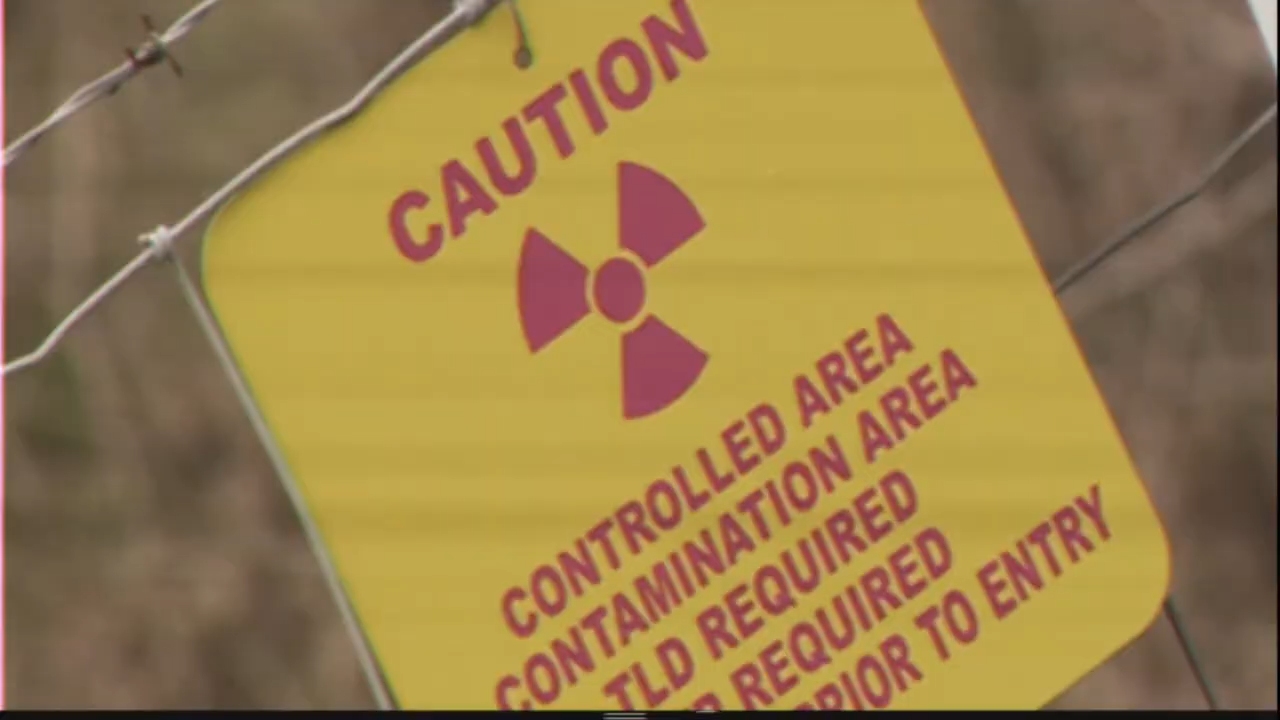 CAUTION
CONTROLLED AREA
CONTAMINATION AREA
TLD REQUIRED
REQUIRED
PRIOR TO ENTRY